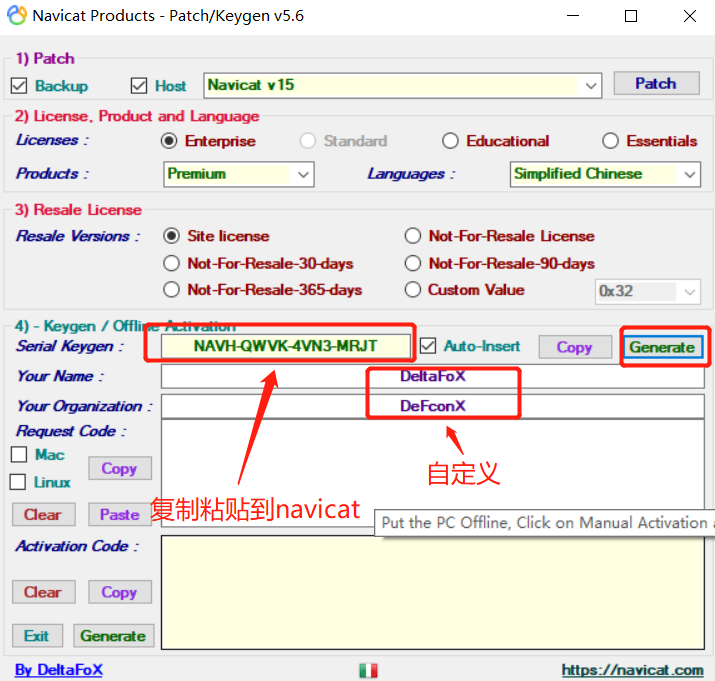 Navicat Products - Patch/Keygen v5.6
1) Patch
Backup Host Navicat v15 Patch
2) License, Product and Language
Licenses : Enterprise Standard Educational Essentials
Products : Premium Languages : Simplified Chinese
3) Resale License
Resale Versions : Site license Not-For-Resale License
Not-For-Resale-30-days Not-For-Resale-90-days
Not-For-Resale-365-days Custom Value 0x32
4) - Keygen / Offline Activation
Serial Keygen : NAVH-QWVK-4VN3-MRJT Auto-Insert Copy Generate
Your Name : DeltaFoX
Your Organization : DeFconX
Request Code :
Mac
Copy
Linux
自定义
Clear Paste 复制粘贴到navicat
Put the PC Offline, Click on Manual Activation a
Activation Code :
Clear Copy
Exit Generate
By DeltaFoX https://navicat.com